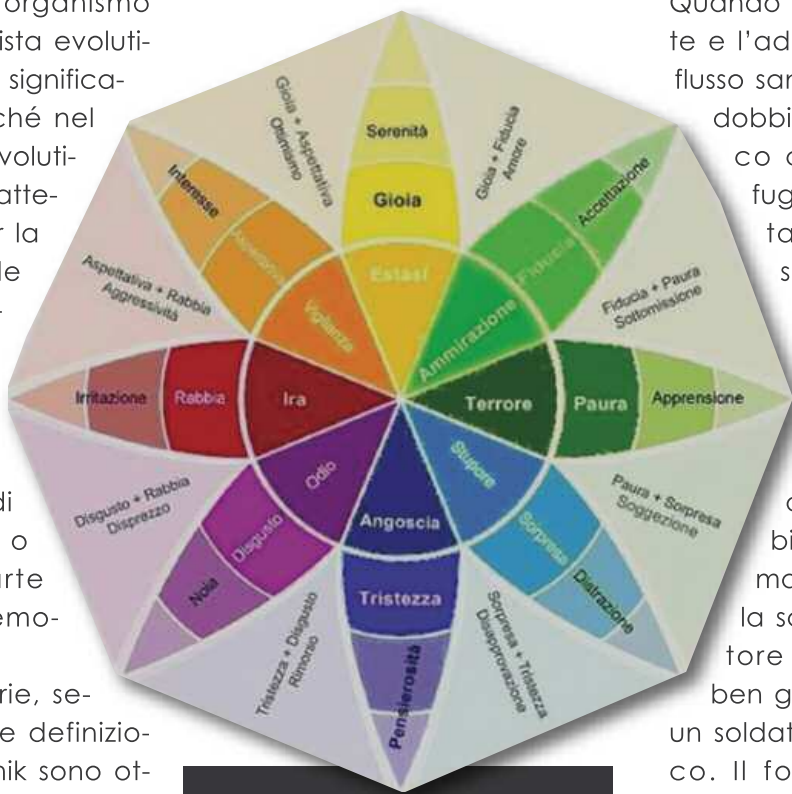 organismo
ista evoluti-
significa-
ché nel
voluti-
atte-
r la
le
di
o
arte
emo-
rie, se-
e definizio-
nik sono ot-
Gioia + Aspettativa
Ottimismo
Serenità
Gioia
Estasi
Gioia + Fiducia
Amore
Accettazione
Fiducia
Ammirazione
Fiducia + Paura
Sottomissione
Terrore
Paura
Apprensione
Paura + Sorpresa
Soggezione
Stupore
Sorpresa
Distrazione
Sorpresa + Tristezza
Disapprovazione
Angoscia
Tristezza
Pensierosità
Tristezza + Disgusto
Rimorso
Odio
Disgusto
Noia
Disgusto + Rabbia
Disprezzo
Ira
Rabbia
Irritazione
Aspettativa + Rabbia
Aggressività
Vigilanza
Aspettativa
Interesse
Quando
te e l'ad
flusso sar
dobbi
co c
fug
ta
s
bi
ma
la sc
tore
ben g
un soldat
co. Il fo